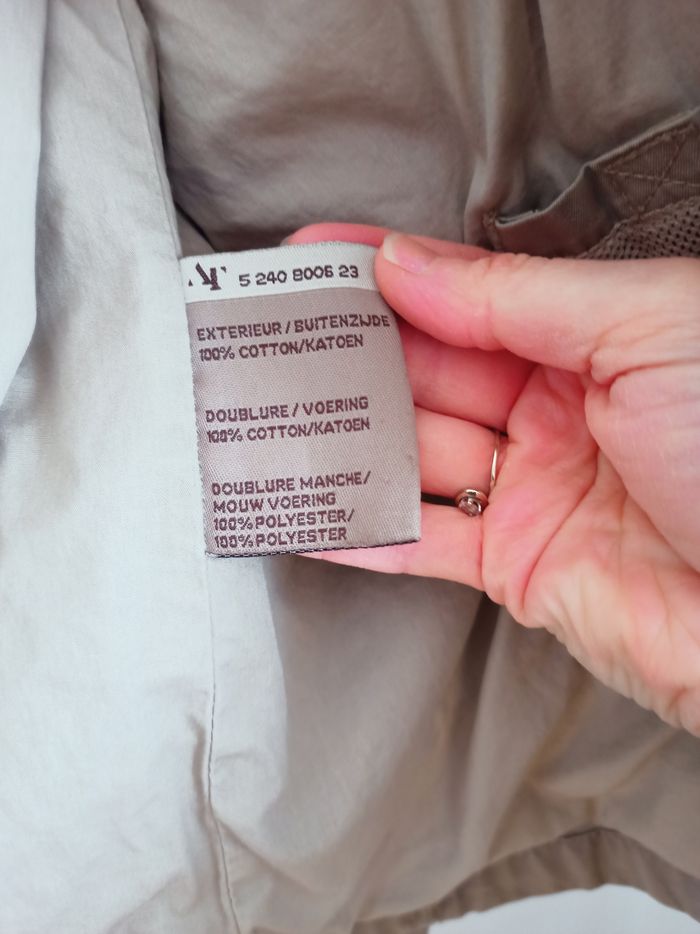 5 240 8006 23
EXTERIEUR / BUITENZIJDE
100% COTTON/KATOEN
DOUBLURE / VOERING
100% COTTON/KATOEN
DOUBLURE MANCHE/
MOUW VOERING
100% POLYESTER/
100% POLYESTER